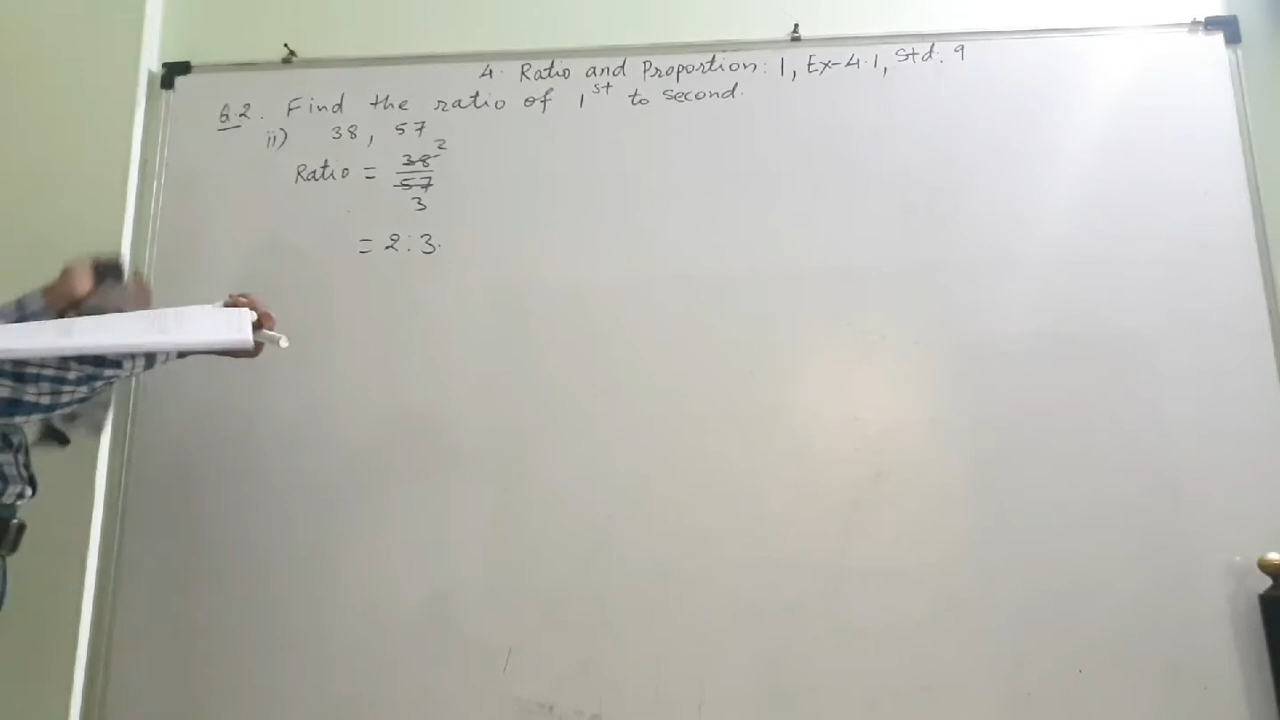 4. Ratio and Proportion: 1, Ex-4.1, Std. 9
Q.2. Find the ratio of 1st to second.
ii) 38, 57
Ratio = 38/57 2 3
= 2:3.